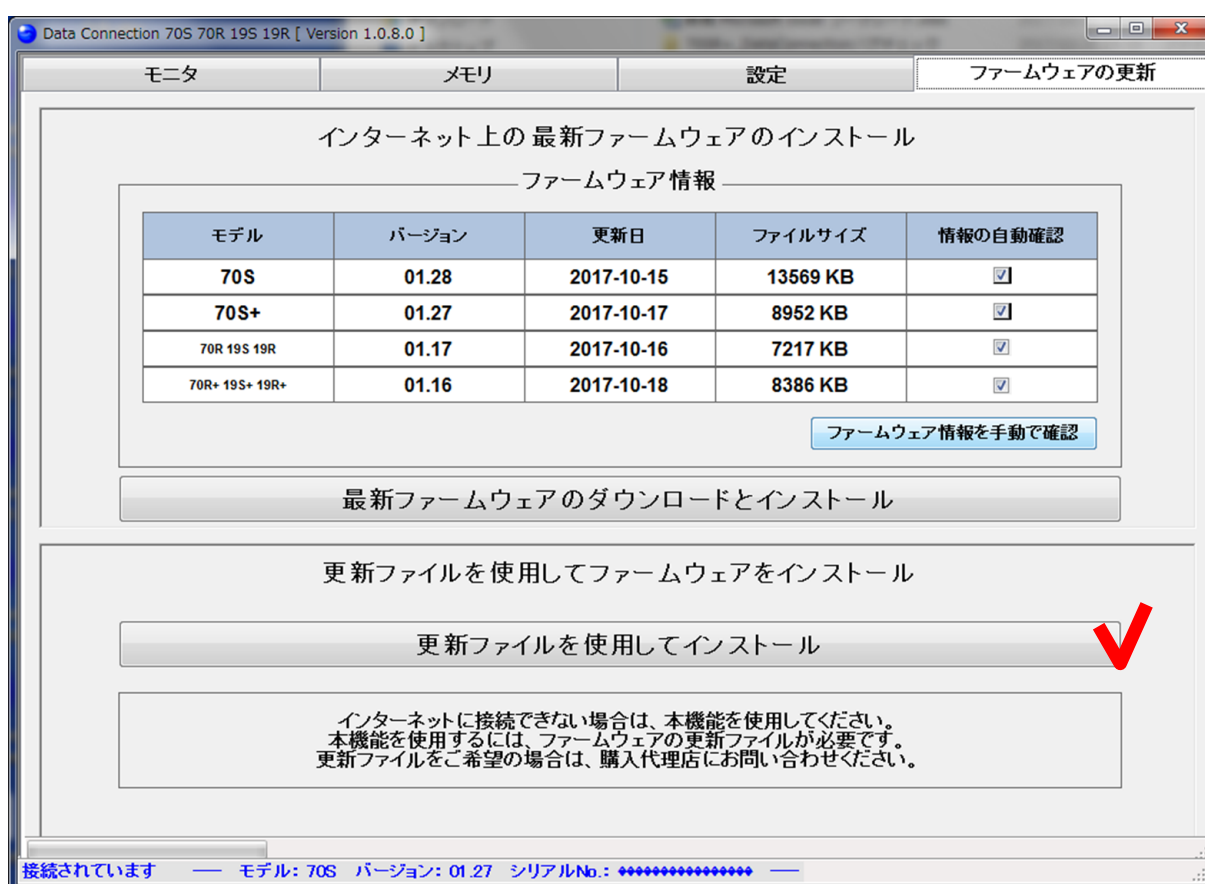 Data Connection 70S 70R 19S 19R [ Version 1.0.8.0 ]
モニタ メモリ 設定 ファームウェアの更新
インターネット上の最新ファームウェアのインストール
ファームウェア情報
モデル バージョン 更新日 ファイルサイズ 情報の自動確認
70S 01.28 2017-10-15 13569 KB
70S+ 01.27 2017-10-17 8952 KB
70R 19S 19R 01.17 2017-10-16 7217 KB
70R+ 19S+ 19R+ 01.16 2017-10-18 8386 KB
ファームウェア情報を手動で確認
最新ファームウェアのダウンロードとインストール
更新ファイルを使用してファームウェアをインストール
更新ファイルを使用してインストール
インターネットに接続できない場合は、本機能を使用してください。
本機能を使用するには、ファームウェアの更新ファイルが必要です。
更新ファイルをご希望の場合は、購入代理店にお問い合わせください。
接続されています ── モデル: 70S バージョン: 01.27 シリアルNo.: ◆◆◆◆◆◆◆◆◆◆◆◆◆◆◆◆ ──